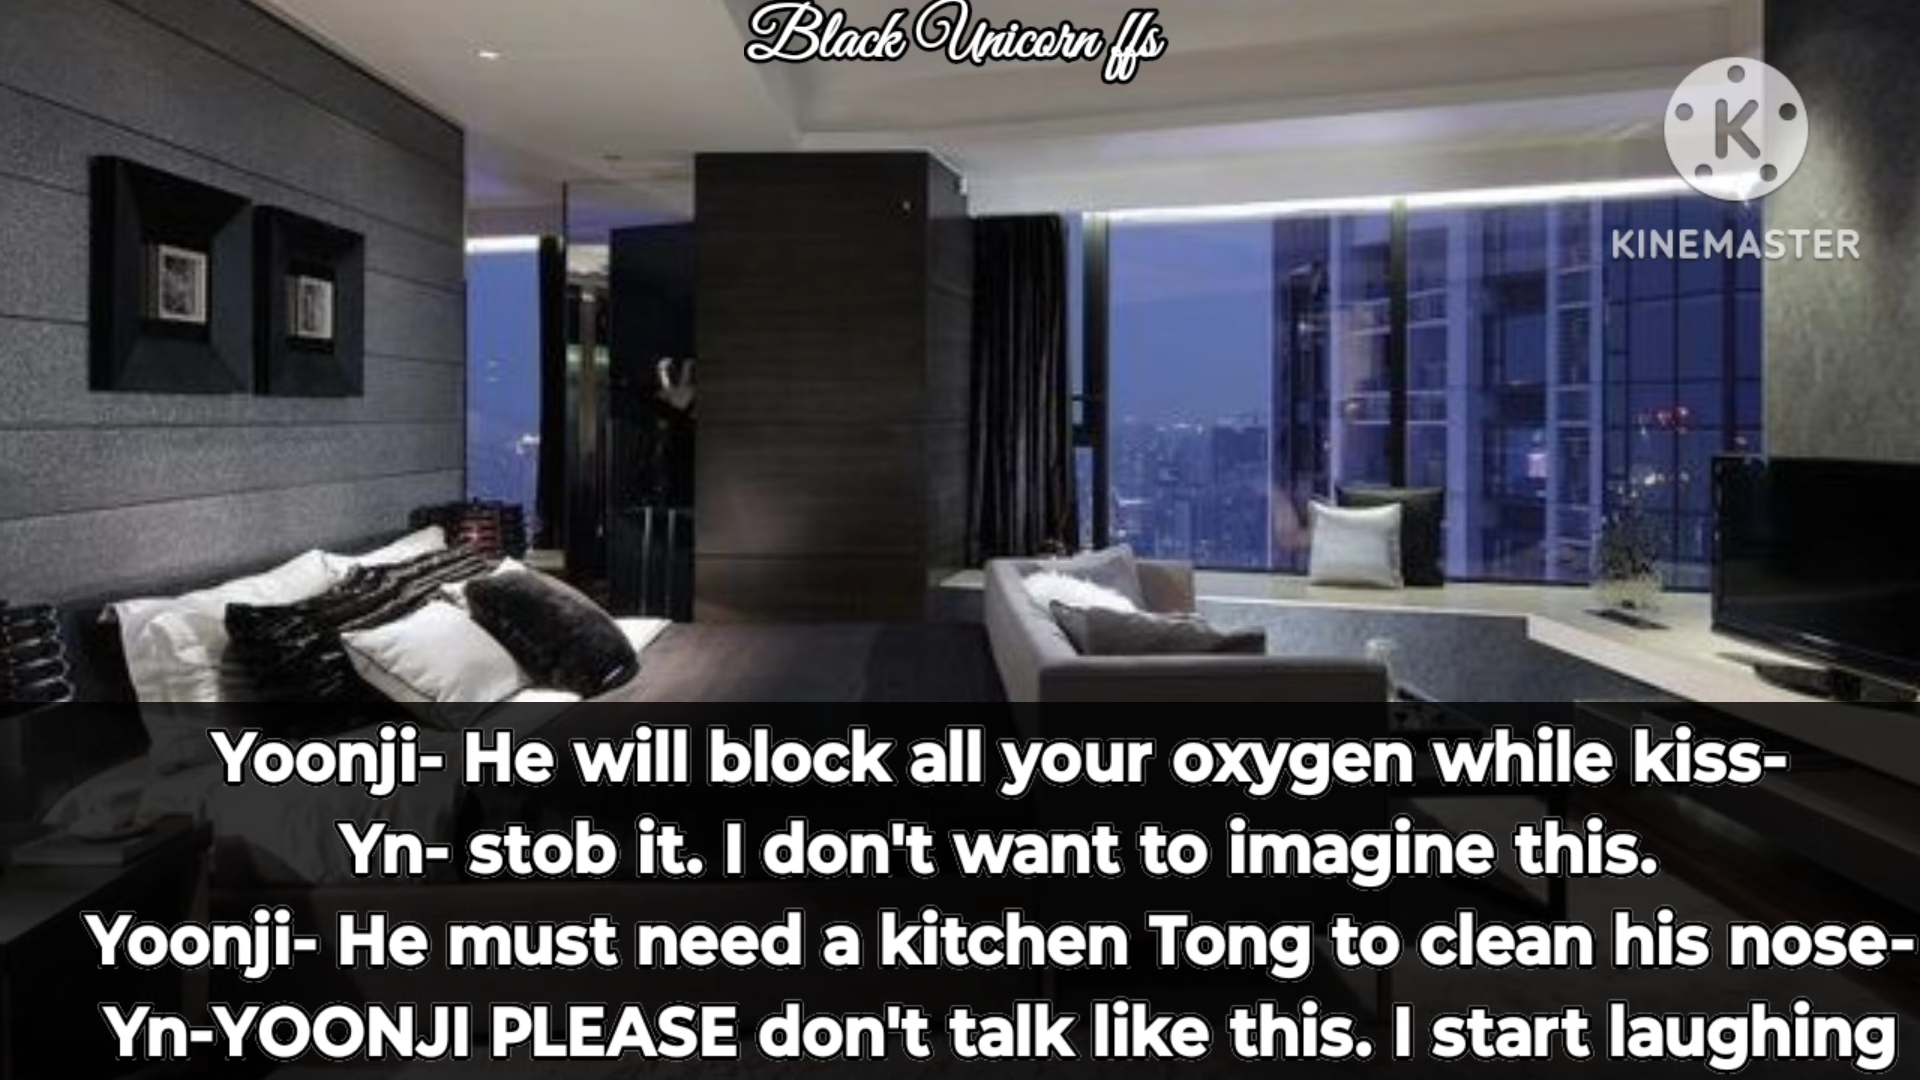 Black Unicorn ffs
K
KINEMASTER
Yoonji- He will block all your oxygen while kiss-
Yn- stob it. I don't want to imagine this.
Yoonji- He must need a kitchen Tong to clean his nose-
Yn-YOONJI PLEASE don't talk like this. I start laughing